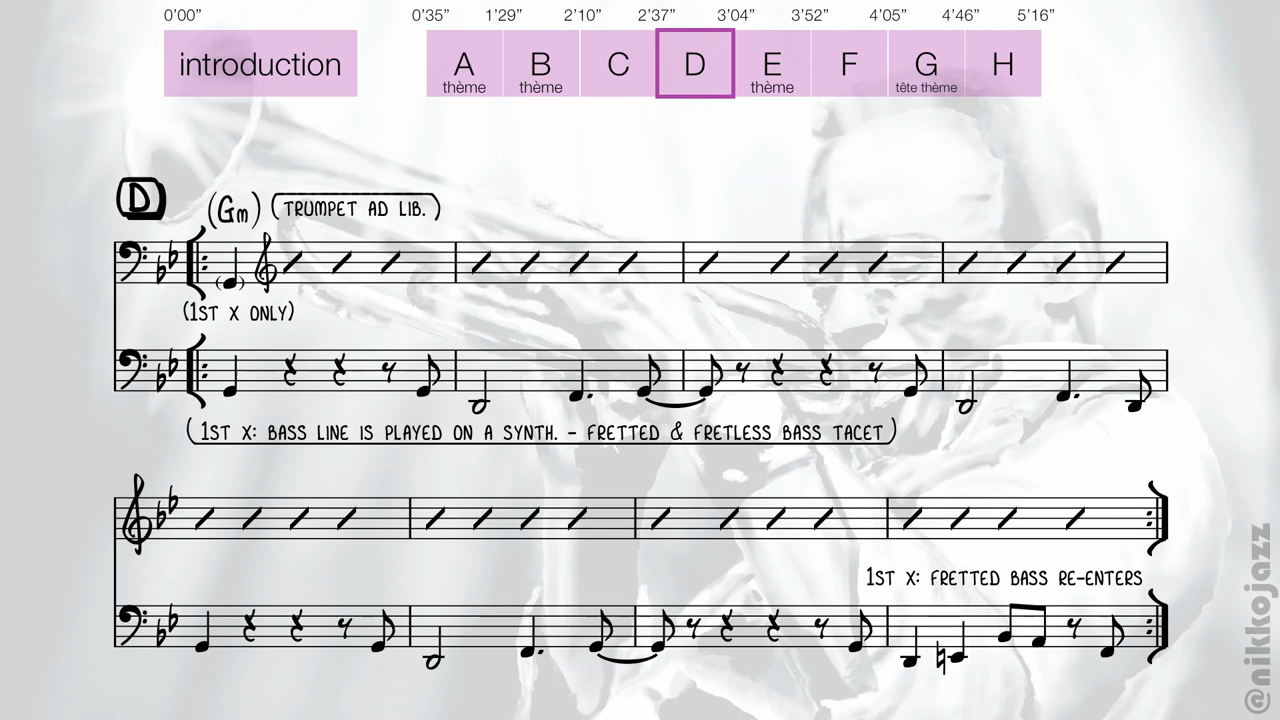 0’00” 0’35” 1’29” 2’10” 2’37” 3’04” 3’52” 4’05” 4’46” 5’16”
introduction A B C D E F G H
thème thème thème tête thème
D (Gm) (TRUMPET AD LIB.)
(1ST X ONLY)
(1ST X: BASS LINE IS PLAYED ON A SYNTH. – FRETTED & FRETLESS BASS TACET)
1ST X: FRETTED BASS RE-ENTERS
@nikkojazz